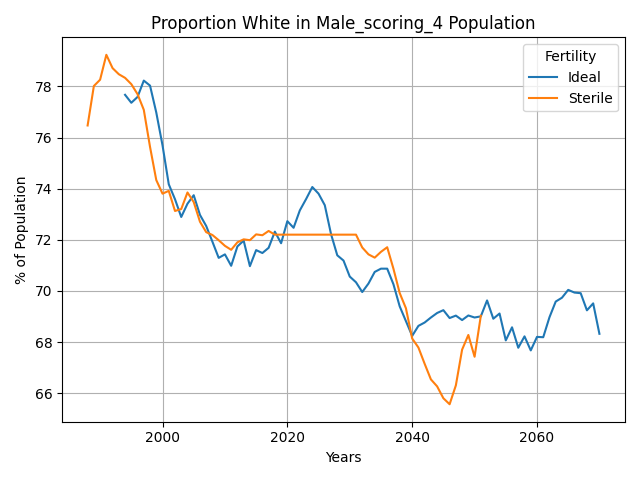 Proportion White in Male_scoring_4 Population
Fertility
Ideal
Sterile
% of Population
78
76
74
72
70
68
66
2000
2020
2040
2060
Years